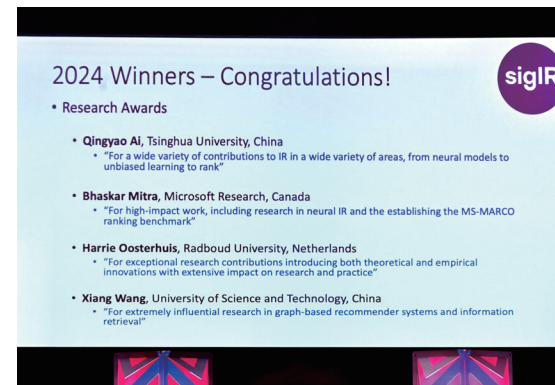 2024 Winners – Congratulations!
sigIR
• Research Awards
• Qingyao Ai, Tsinghua University, China
• "For a wide variety of contributions to IR in a wide variety of areas, from neural models to
unbiased learning to rank"
• Bhaskar Mitra, Microsoft Research, Canada
• "For high-impact work, including research in neural IR and the establishing the MS-MARCO
ranking benchmark"
• Harrie Oosterhuis, Radboud University, Netherlands
• "For exceptional research contributions introducing both theoretical and empirical
innovations with extensive impact on research and practice"
• Xiang Wang, University of Science and Technology, China
• "For extremely influential research in graph-based recommender systems and information
retrieval"